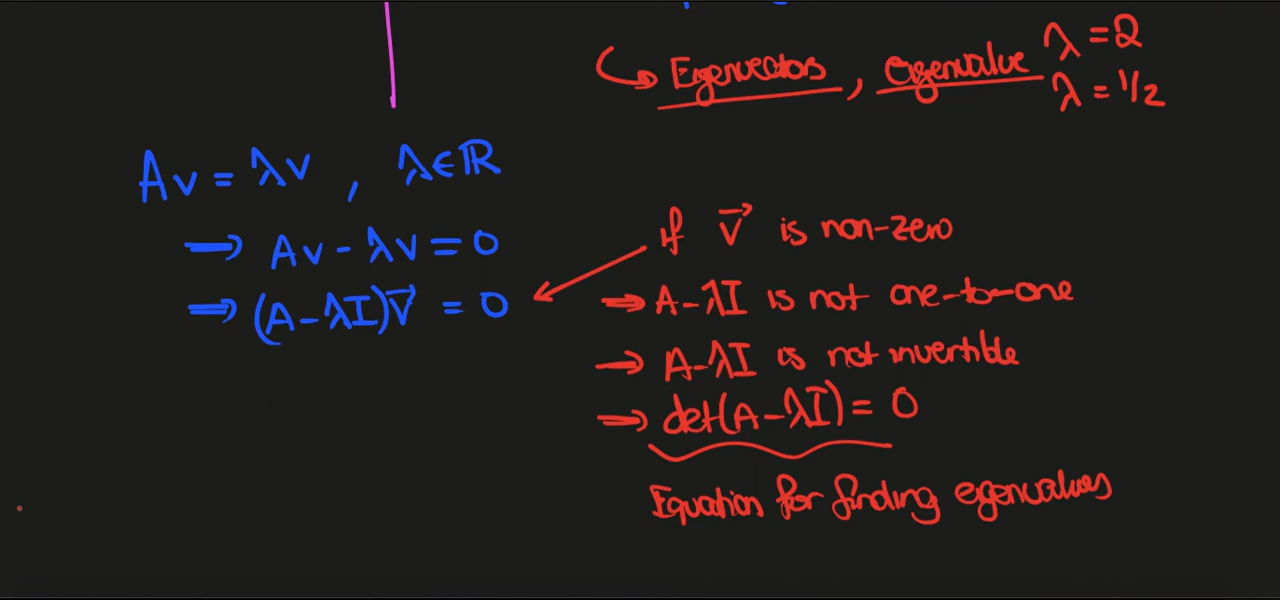 Eigenvectors, eigenvalue λ = 2
λ = 1/2
Av = λv , λ∈ℝ
⇒ Av - λv = 0
⇒ (A - λI)v⃗ = 0
if v⃗ is non-zero
⇒ A - λI is not one-to-one
⇒ A - λI is not invertible
⇒ det(A - λI) = 0
Equation for finding eigenvalues